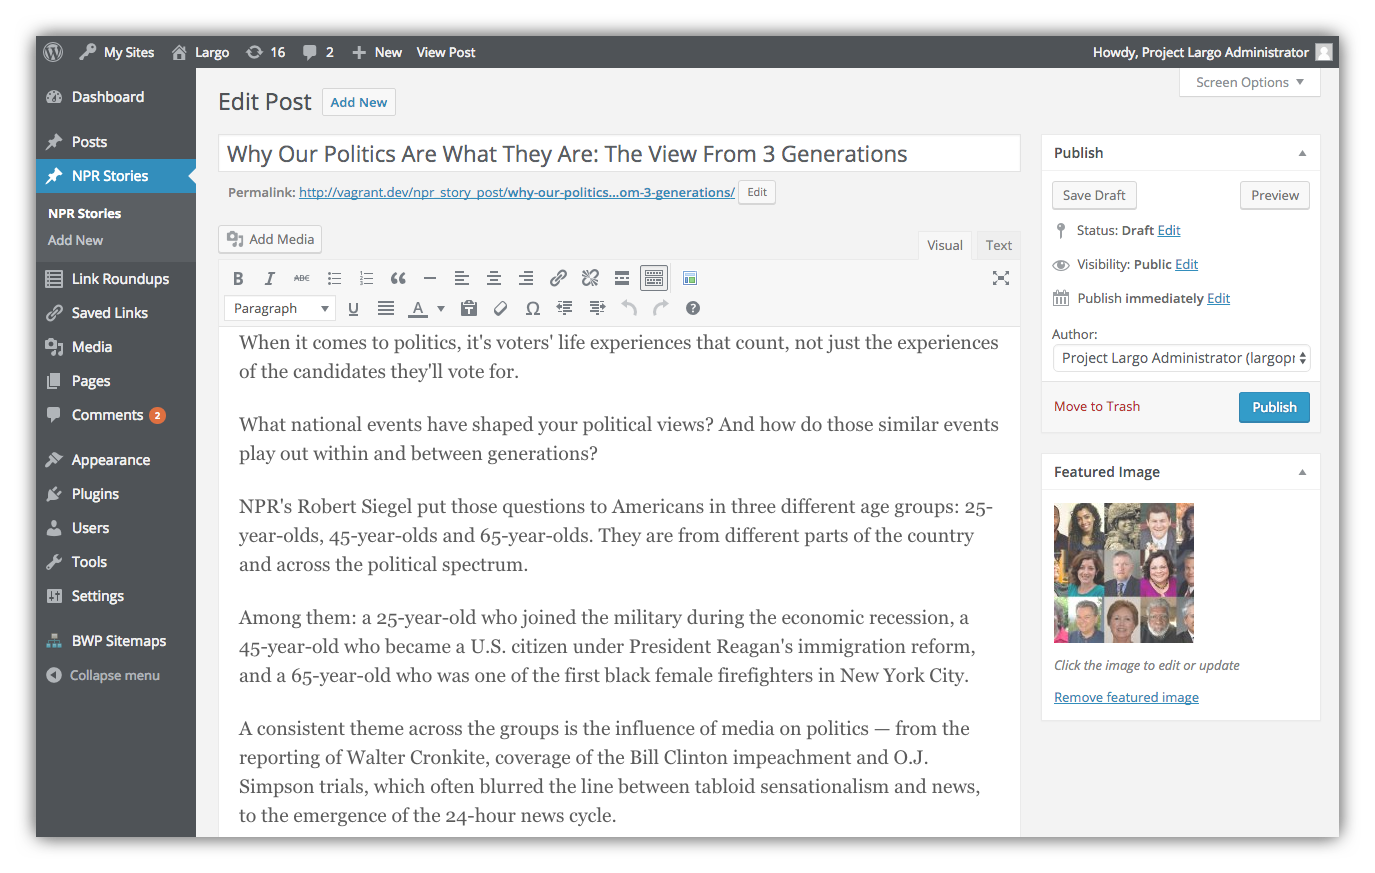 My Sites Largo 16 2 New View Post Howdy, Project Largo Administrator
Screen Options
Dashboard
Posts
NPR Stories
NPR Stories
Add New
Link Roundups
Saved Links
Media
Pages
Comments 2
Appearance
Plugins
Users
Tools
Settings
BWP Sitemaps
Collapse menu
Edit Post Add New
Why Our Politics Are What They Are: The View From 3 Generations
Permalink: http://vagrant.dev/npr_story_post/why-our-politics...om-3-generations/ Edit
Add Media
Visual Text
B I ABC
Paragraph U A Ω ?
When it comes to politics, it's voters' life experiences that count, not just the experiences
of the candidates they'll vote for.
What national events have shaped your political views? And how do those similar events
play out within and between generations?
NPR's Robert Siegel put those questions to Americans in three different age groups: 25-
year-olds, 45-year-olds and 65-year-olds. They are from different parts of the country
and across the political spectrum.
Among them: a 25-year-old who joined the military during the economic recession, a
45-year-old who became a U.S. citizen under President Reagan's immigration reform,
and a 65-year-old who was one of the first black female firefighters in New York City.
A consistent theme across the groups is the influence of media on politics — from the
reporting of Walter Cronkite, coverage of the Bill Clinton impeachment and O.J.
Simpson trials, which often blurred the line between tabloid sensationalism and news,
to the emergence of the 24-hour news cycle.
Publish
Save Draft Preview
Status: Draft Edit
Visibility: Public Edit
Publish immediately Edit
Author:
Project Largo Administrator (largopr
Move to Trash Publish
Featured Image
Click the image to edit or update
Remove featured image